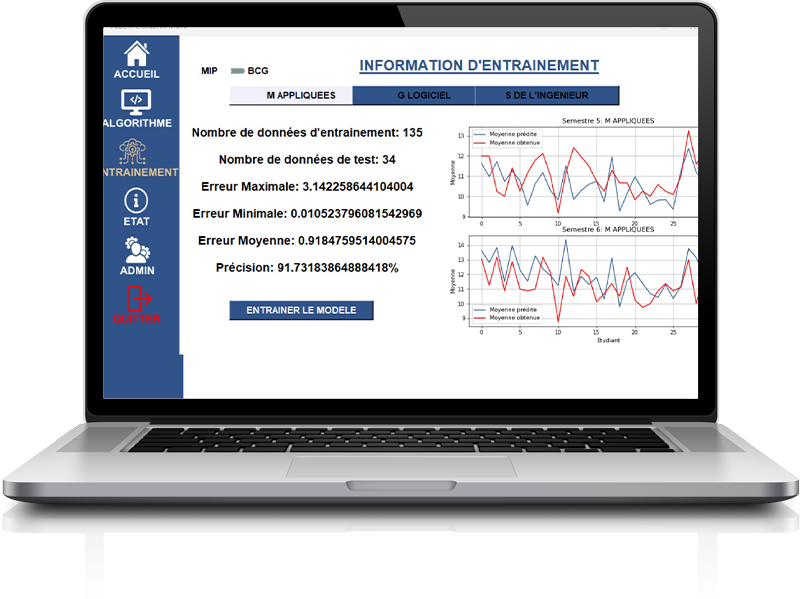 ACCUEIL
ALGORITHME
NTRAINEMENT
ETAT
ADMIN
QUITTER
MIP
BCG
INFORMATION D'ENTRAINEMENT
M APPLIQUEES
G LOGICIEL
S DE L'INGENIEUR
Nombre de données d'entrainement: 135
Nombre de données de test: 34
Erreur Maximale: 3.142258644104004
Erreur Minimale: 0.010523796081542969
Erreur Moyenne: 0.9184759514004575
Précision: 91.73183864888418%
ENTRAINER LE MODELE
Semestre 5: M APPLIQUEES
Moyenne prédite
Moyenne obtenue
Moyenne
13
12
11
10
9
0 5 10 15 20 25
Semestre 6: M APPLIQUEES
Moyenne
14
13
12
11
10
9
Moyenne prédite
Moyenne obtenue
0 5 10 15 20 25
Etudiant